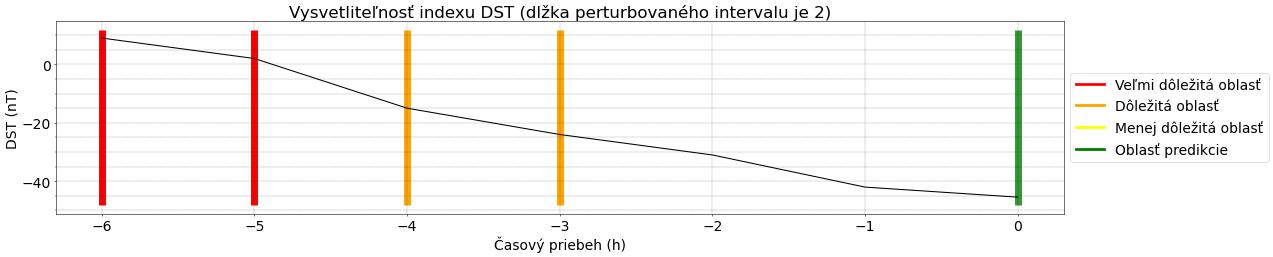 Vysvetliteľnosť indexu DST (dlžka perturbovaného intervalu je 2)
DST (nT)
0
−20
−40
−6
−5
−4
−3
−2
−1
0
Časový priebeh (h)
Veľmi dôležitá oblasť
Dôležitá oblasť
Menej dôležitá oblasť
Oblasť predikcie